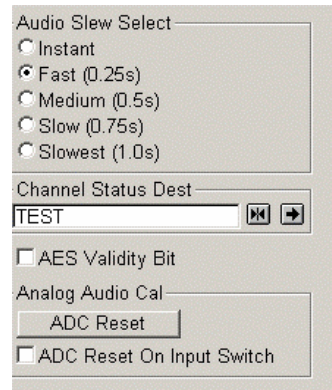 Audio Slew Select
Instant
Fast (0.25s)
Medium (0.5s)
Slow (0.75s)
Slowest (1.0s)
Channel Status Dest
TEST
AES Validity Bit
Analog Audio Cal
ADC Reset
ADC Reset On Input Switch